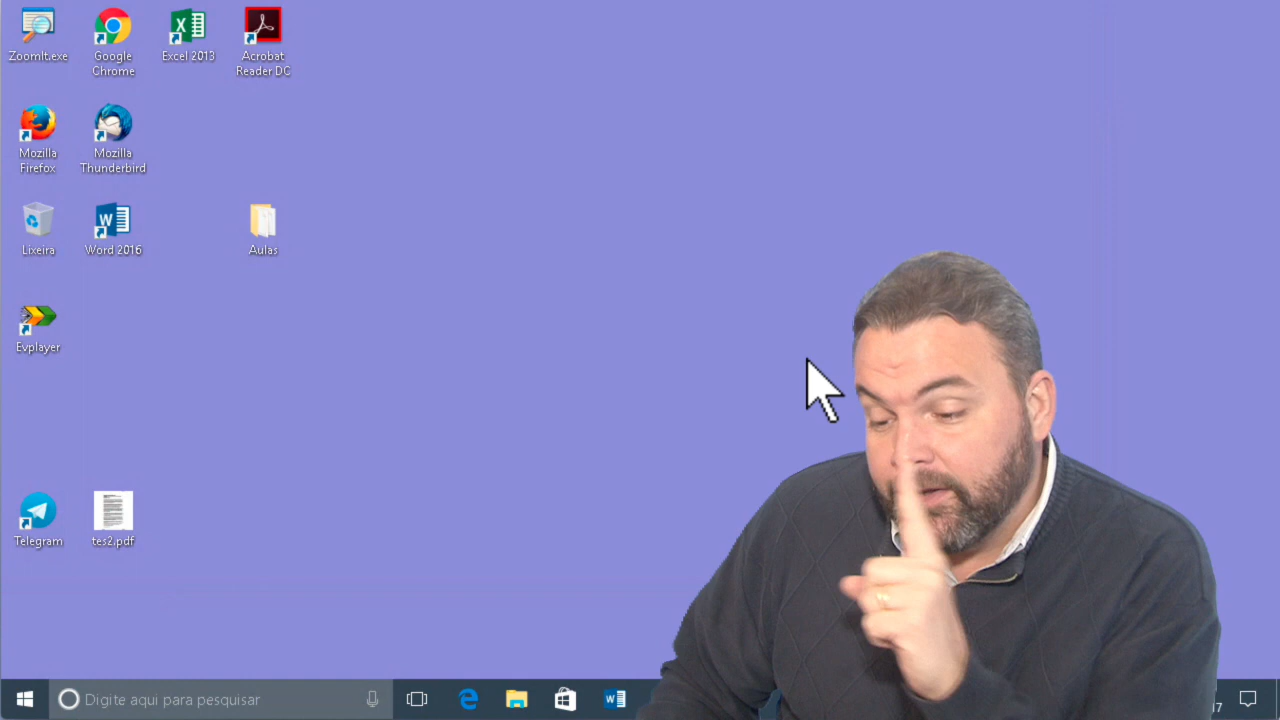 ZoomIt.exe
Google
Chrome
Excel 2013
Acrobat
Reader DC
Mozilla
Firefox
Mozilla
Thunderbird
Lixeira
Word 2016
Aulas
Evplayer
Telegram
tes2.pdf
Digite aqui para pesquisar
17